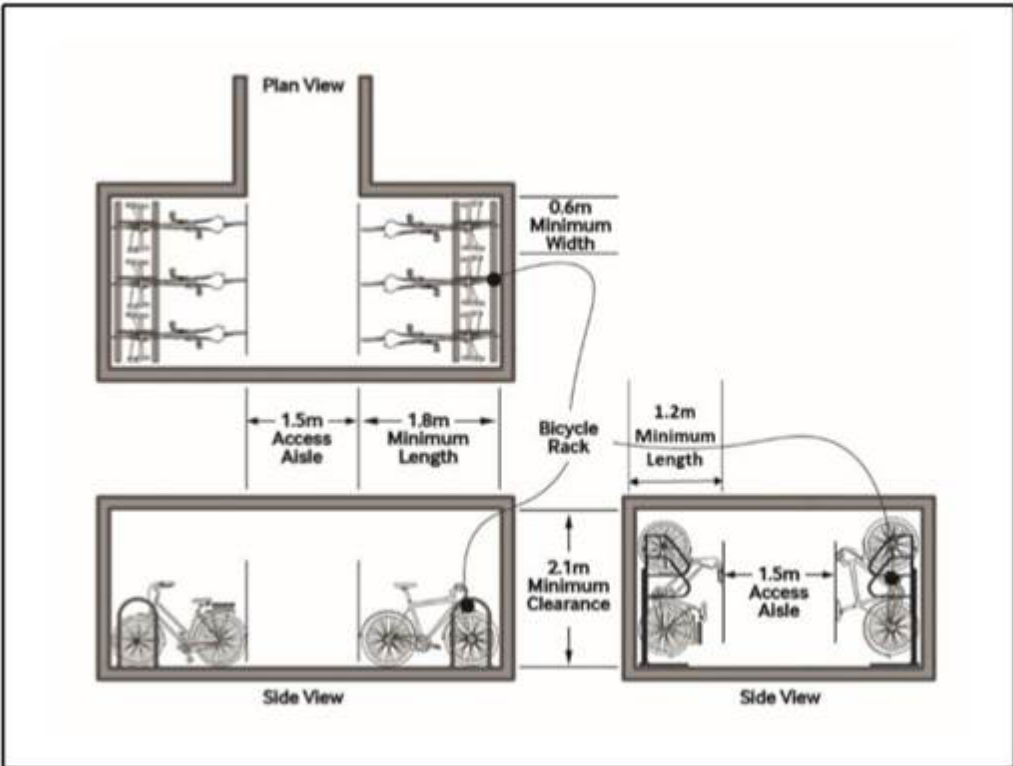 Plan View
0.6m
Minimum
Width
1.5m
Access
Aisle
1.8m
Minimum
Length
Bicycle
Rack
1.2m
Minimum
Length
2.1m
Minimum
Clearance
1.5m
Access
Aisle
Side View
Side View